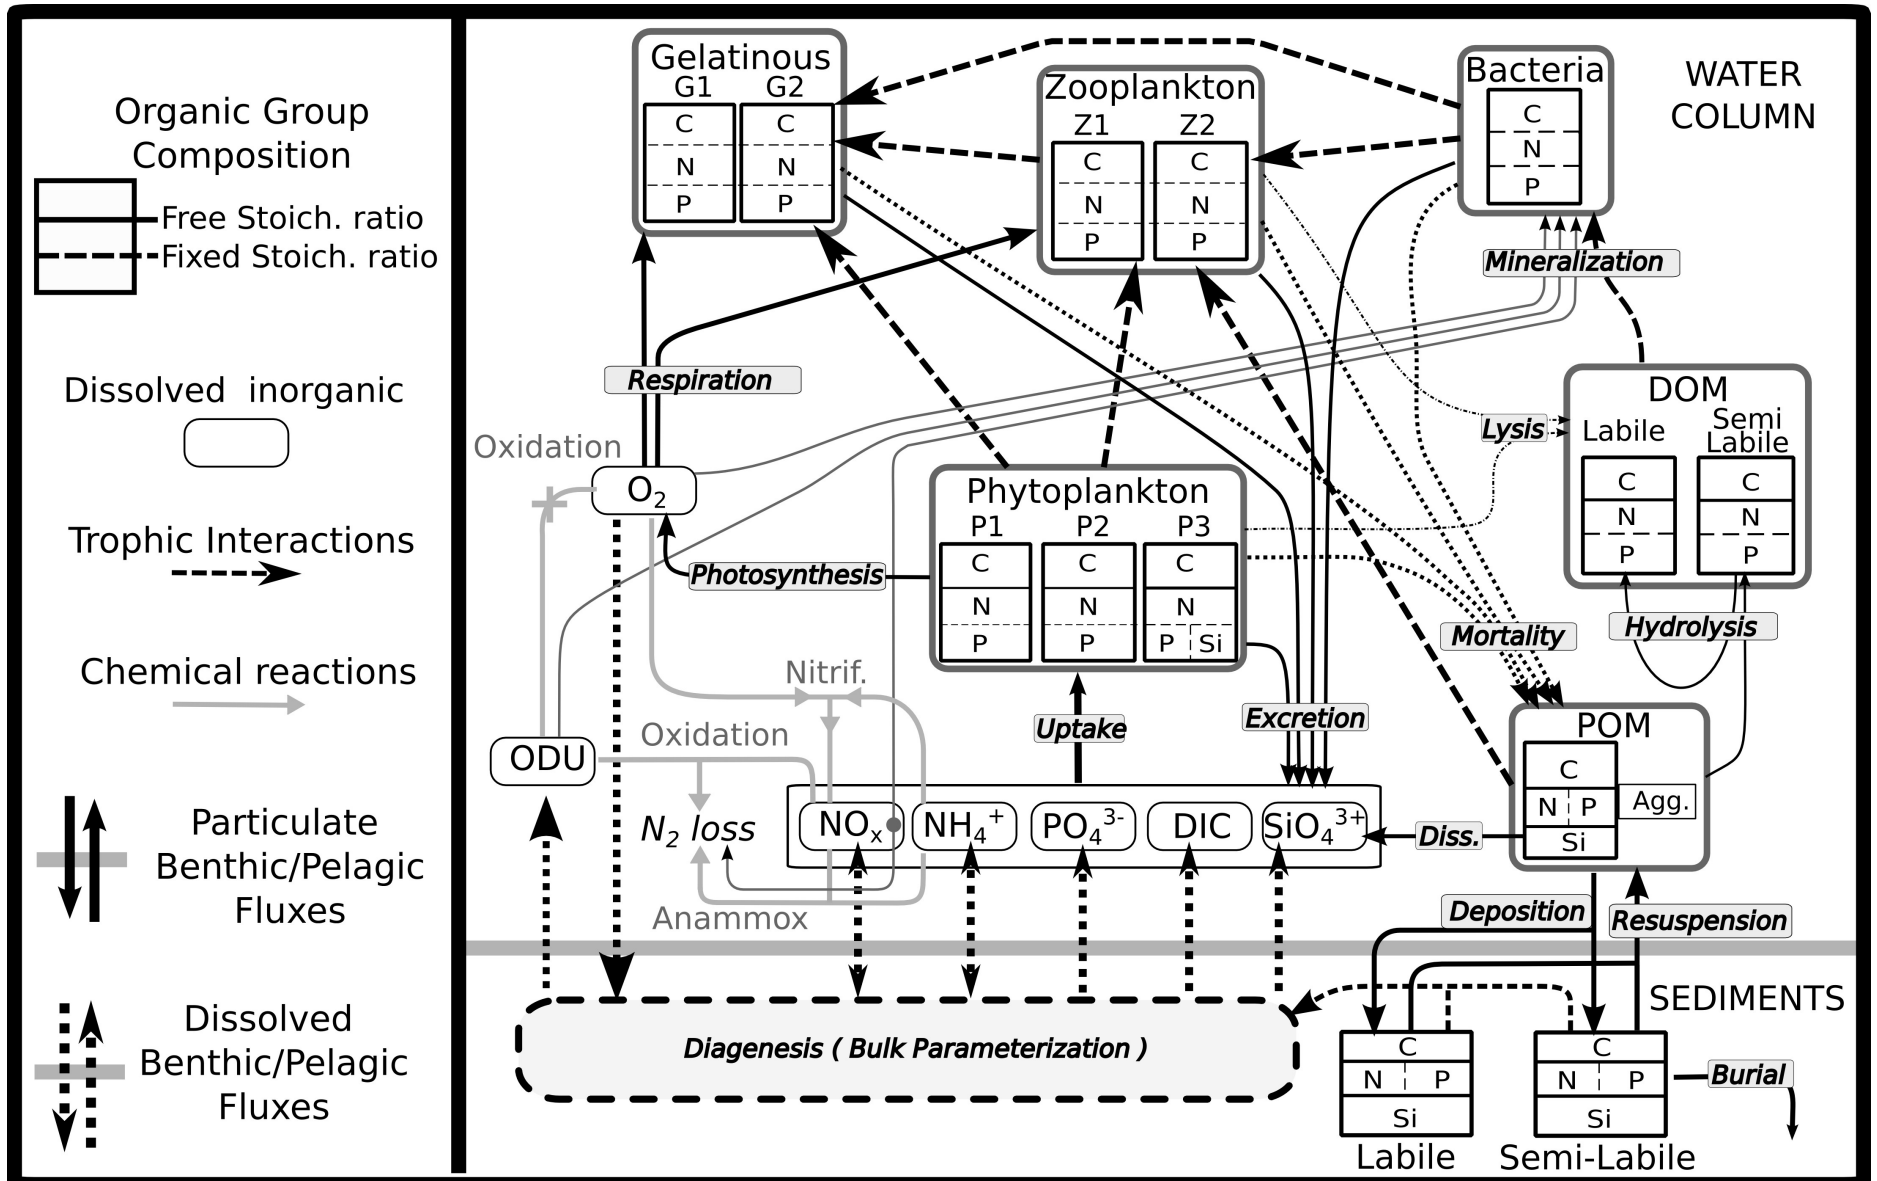 Organic Group
Composition
Free Stoich. ratio
Fixed Stoich. ratio
Dissolved inorganic
Trophic Interactions
Chemical reactions
Particulate
Benthic/Pelagic
Fluxes
Dissolved
Benthic/Pelagic
Fluxes
WATER
COLUMN
Gelatinous
G1 G2
C C
N N
P P
Zooplankton
Z1 Z2
C C
N N
P P
Bacteria
C
N
P
Mineralization
Respiration
Oxidation
O2
DOM
Labile
Semi
Labile
C C
N N
P P
Lysis
Hydrolysis
Phytoplankton
P1 P2 P3
C C C
N N N
P P P Si
Photosynthesis
Mortality
Nitrif.
Uptake
Excretion
Oxidation
ODU
N2 loss
NOx NH4+ PO43- DIC SiO43+
Diss.
POM
C
N P
Si
Agg.
Anammox
Deposition
Resuspension
SEDIMENTS
Diagenesis ( Bulk Parameterization )
C
N P
Si
Labile
C
N P
Si
Semi-Labile
Burial